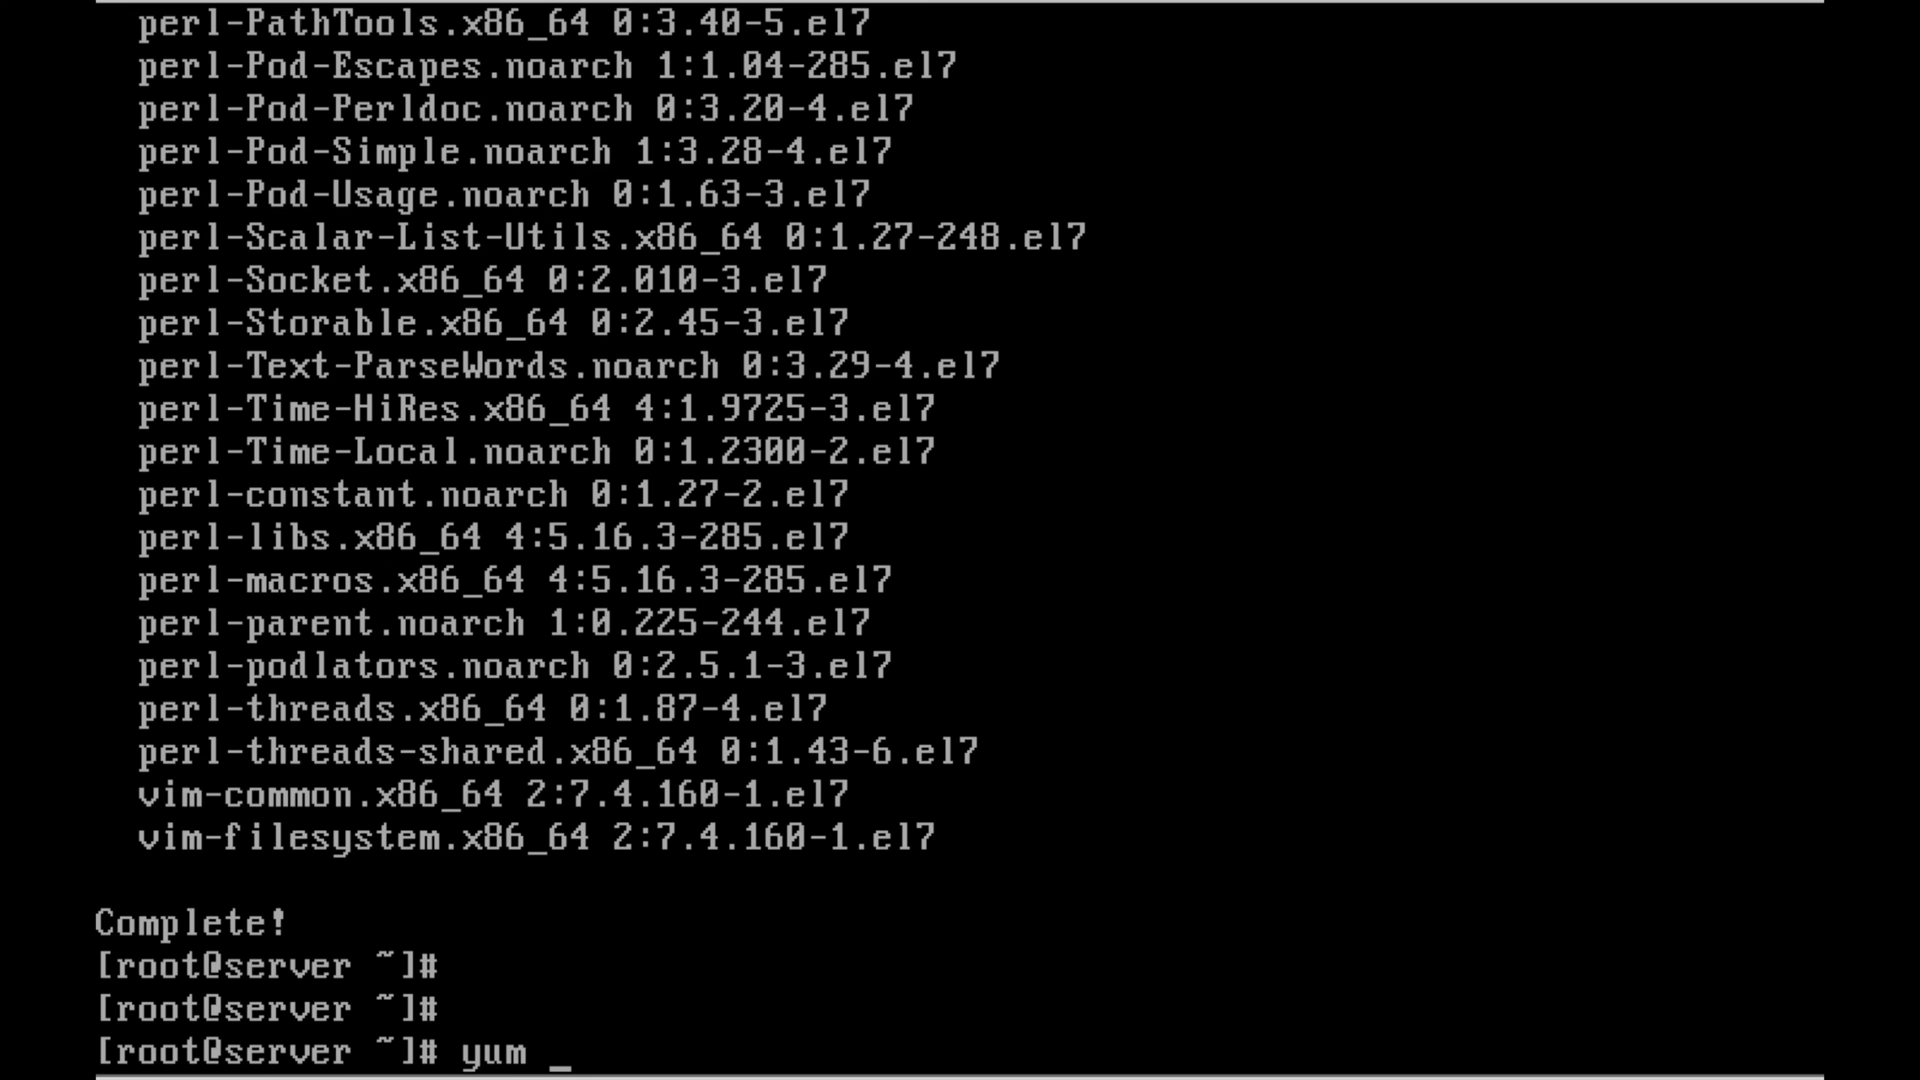 perl-PathTools.x86_64 0:3.40-5.el7
perl-Pod-Escapes.noarch 1:1.04-285.el7
perl-Pod-Perldoc.noarch 0:3.20-4.el7
perl-Pod-Simple.noarch 1:3.28-4.el7
perl-Pod-Usage.noarch 0:1.63-3.el7
perl-Scalar-List-Utils.x86_64 0:1.27-248.el7
perl-Socket.x86_64 0:2.010-3.el7
perl-Storable.x86_64 0:2.45-3.el7
perl-Text-ParseWords.noarch 0:3.29-4.el7
perl-Time-HiRes.x86_64 4:1.9725-3.el7
perl-Time-Local.noarch 0:1.2300-2.el7
perl-constant.noarch 0:1.27-2.el7
perl-libs.x86_64 4:5.16.3-285.el7
perl-macros.x86_64 4:5.16.3-285.el7
perl-parent.noarch 1:0.225-244.el7
perl-podlators.noarch 0:2.5.1-3.el7
perl-threads.x86_64 0:1.87-4.el7
perl-threads-shared.x86_64 0:1.43-6.el7
vim-common.x86_64 2:7.4.160-1.el7
vim-filesystem.x86_64 2:7.4.160-1.el7
Complete!
[root@server ~]#
[root@server ~]#
[root@server ~]# yum _